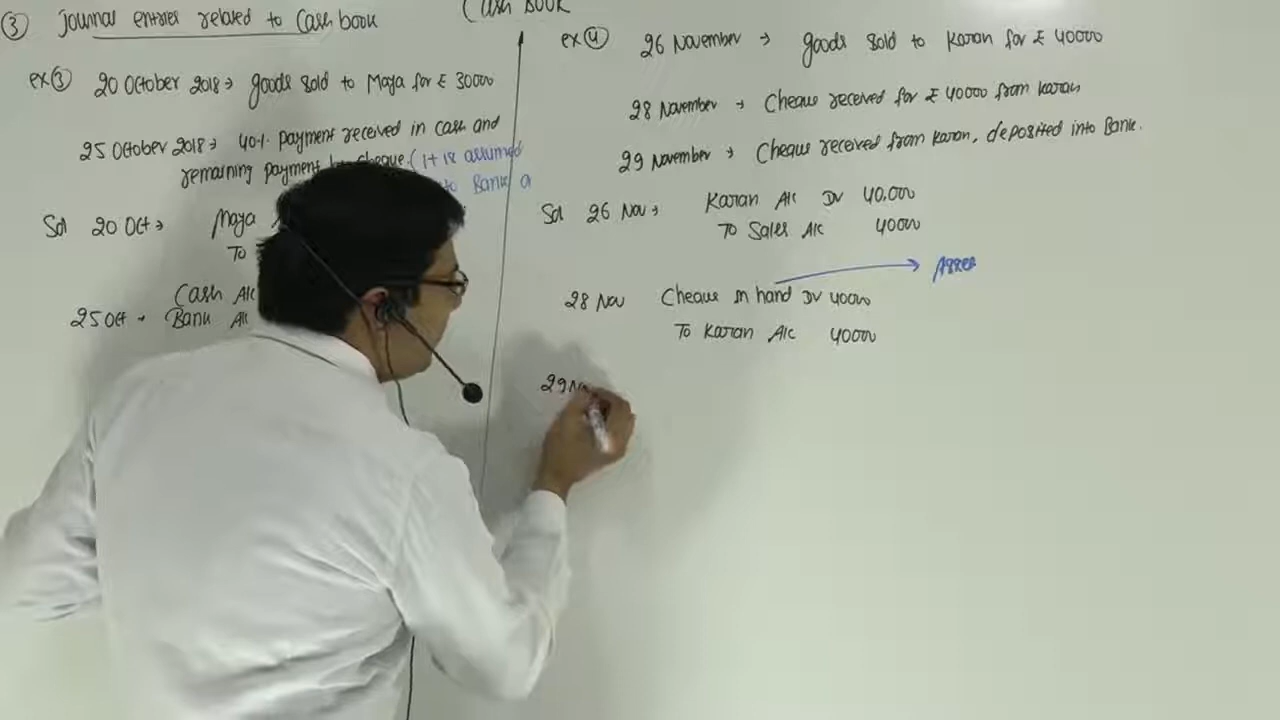 ③ Journal entries related to Cash book
Cash Book
ex③ 20 October 2018 → goods sold to Maya for ₹ 30000
25 October 2018 → 40% payment received in cash and
remaining payment by cheque. (It is assumed
to Bank
Sol 20 Oct → Maya
To
25 Oct → Cash A/c
Bank A/c
ex④ 26 November → goods sold to Karan for ₹ 40000
28 November → Cheque received for ₹ 40000 from Karan
29 November → Cheque received from Karan, deposited into Bank.
Sol 26 Nov → Karan A/c Dr 40,000
To Sales A/c 40000
→ Asset
28 Nov Cheque in hand Dr 40000
To Karan A/c 40000
29 No